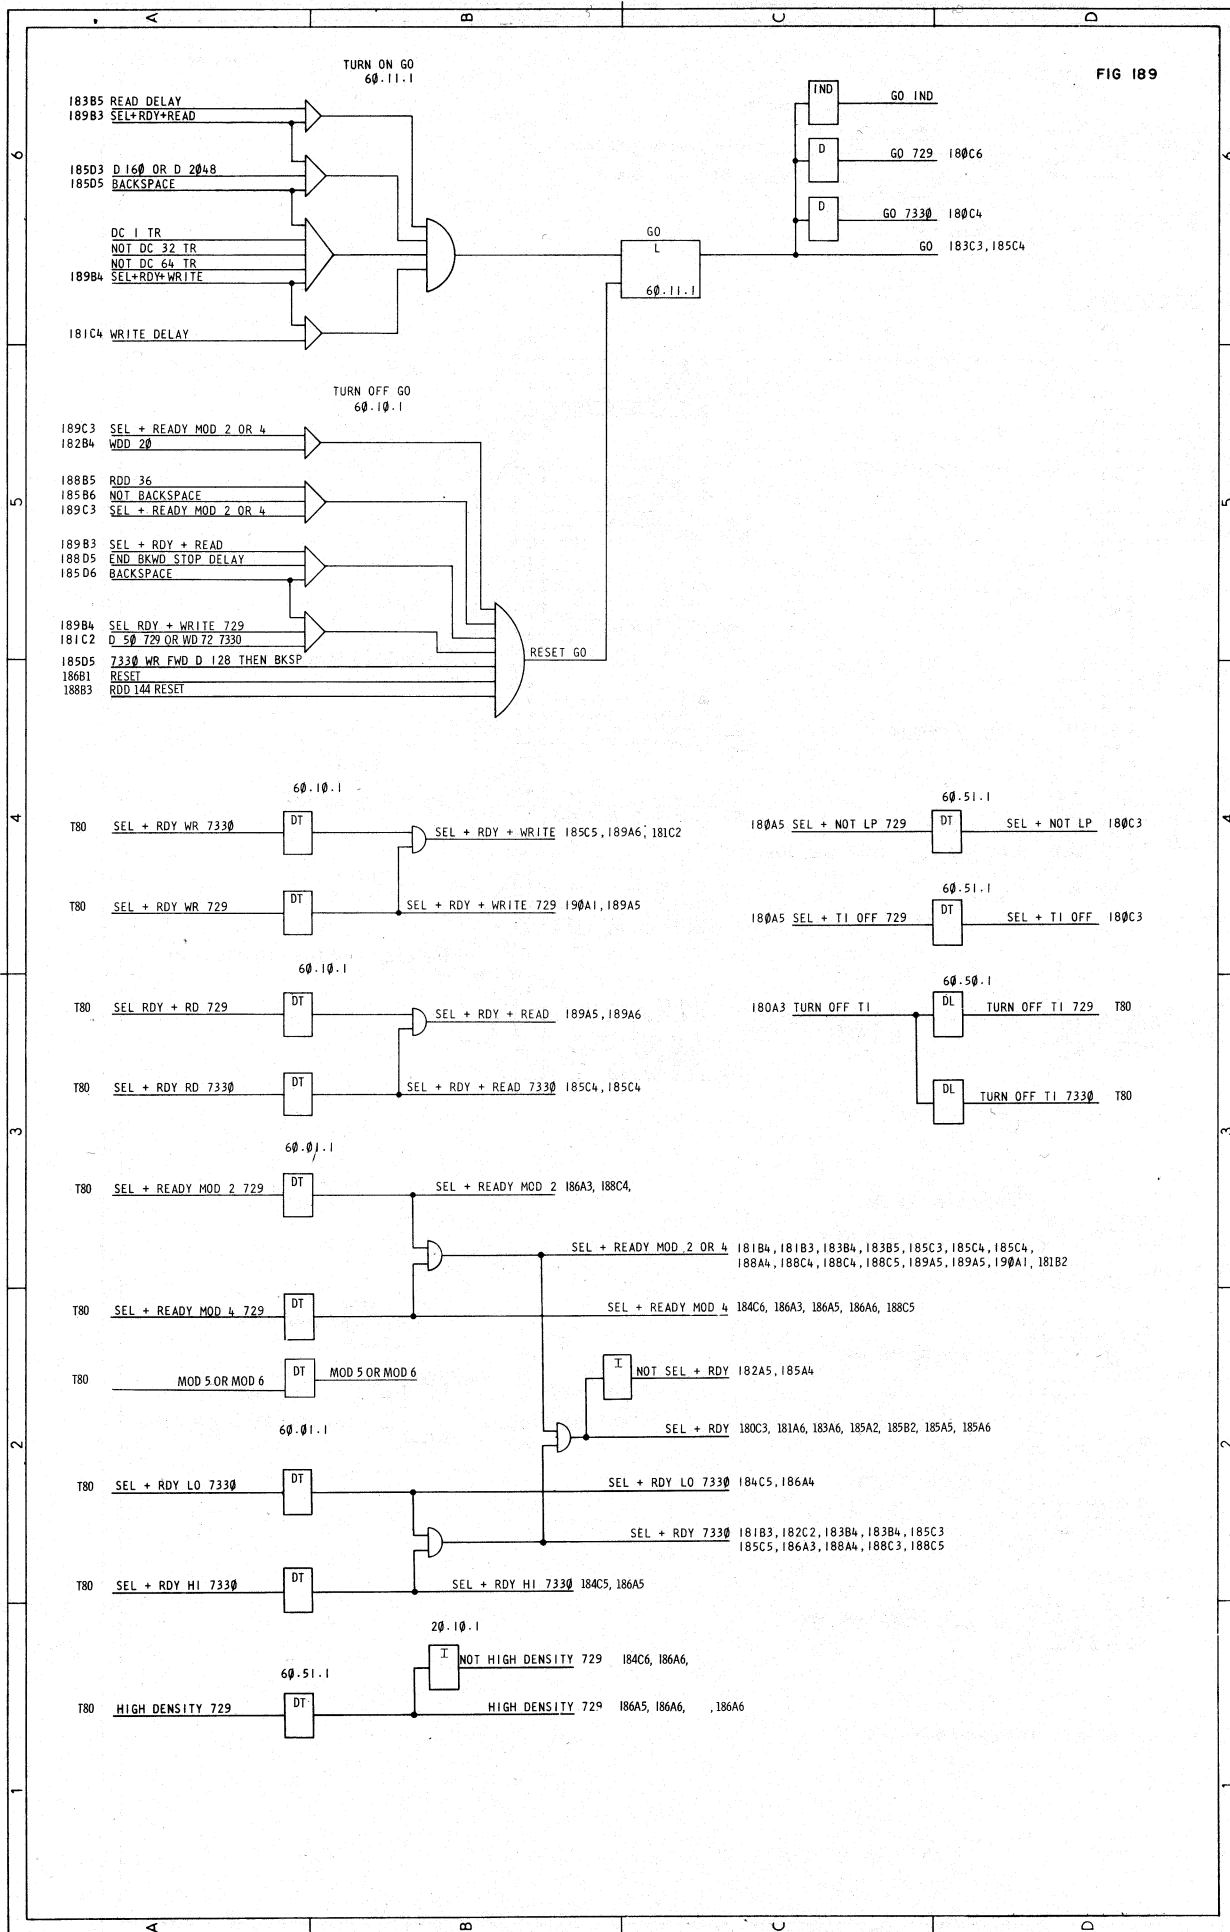 A B C D
FIG 189
TURN ON GO
60.11.1
183B5 READ DELAY
189B3 SEL+RDY+READ
185D3 D 160 OR D 2048
185D5 BACKSPACE
DC 1 TR
NOT DC 32 TR
NOT DC 64 TR
189B4 SEL+RDY+WRITE
181C4 WRITE DELAY
GO
L
60.11.1
IND GO IND
D GO 729 180C6
D GO 7330 180C4
GO 183C3, 185C4
6 6
TURN OFF GO
60.10.1
189C3 SEL + READY MOD 2 OR 4
182B4 WDD 20
188B5 RDD 36
185B6 NOT BACKSPACE
189C3 SEL + READY MOD 2 OR 4
5 5
189B3 SEL + RDY + READ
188D5 END BKWD STOP DELAY
185D6 BACKSPACE
189B4 SEL RDY + WRITE 729
181C2 D 50 729 OR WD 72 7330
185D5 7330 WR FWD D 128 THEN BKSP
186B1 RESET
188B3 RDD 144 RESET
RESET GO
60.10.1
4 4
T80 SEL + RDY WR 7330 DT SEL + RDY + WRITE 185C5, 189A6, 181C2
T80 SEL + RDY WR 729 DT SEL + RDY + WRITE 729 190A1, 189A5
60.51.1
180A5 SEL + NOT LP 729 DT SEL + NOT LP 180C3
60.51.1
180A5 SEL + TI OFF 729 DT SEL + TI OFF 180C3
60.10.1
T80 SEL RDY + RD 729 DT SEL + RDY + READ 189A5, 189A6
T80 SEL + RDY RD 7330 DT SEL + RDY + READ 7330 185C4, 185C4
60.50.1
180A3 TURN OFF TI DL TURN OFF TI 729 T80
DL TURN OFF TI 7330 T80
3 3
60.01.1
T80 SEL + READY MOD 2 729 DT SEL + READY MOD 2 186A3, 188C4,
SEL + READY MOD 2 OR 4 181B4, 181B3, 183B4, 183B5, 185C3, 185C4, 185C4,
188A4, 188C4, 188C4, 188C5, 189A5, 189A5, 190A1, 181B2
T80 SEL + READY MOD 4 729 DT SEL + READY MOD 4 184C6, 186A3, 186A5, 186A6, 188C5
T80 MOD 5 OR MOD 6 DT MOD 5 OR MOD 6
I NOT SEL + RDY 182A5, 185A4
SEL + RDY 180C3, 181A6, 183A6, 185A2, 185B2, 185A5, 185A6
2 2
60.01.1
T80 SEL + RDY LO 7330 DT SEL + RDY LO 7330 184C5, 186A4
SEL + RDY 7330 181B3, 182C2, 183B4, 183B4, 185C3
185C5, 186A3, 188A4, 188C3, 188C5
T80 SEL + RDY HI 7330 DT SEL + RDY HI 7330 184C5, 186A5
20.10.1
I NOT HIGH DENSITY 729 184C6, 186A6,
60.51.1
T80 HIGH DENSITY 729 DT HIGH DENSITY 729 186A5, 186A6, , 186A6
1 1
A B C D